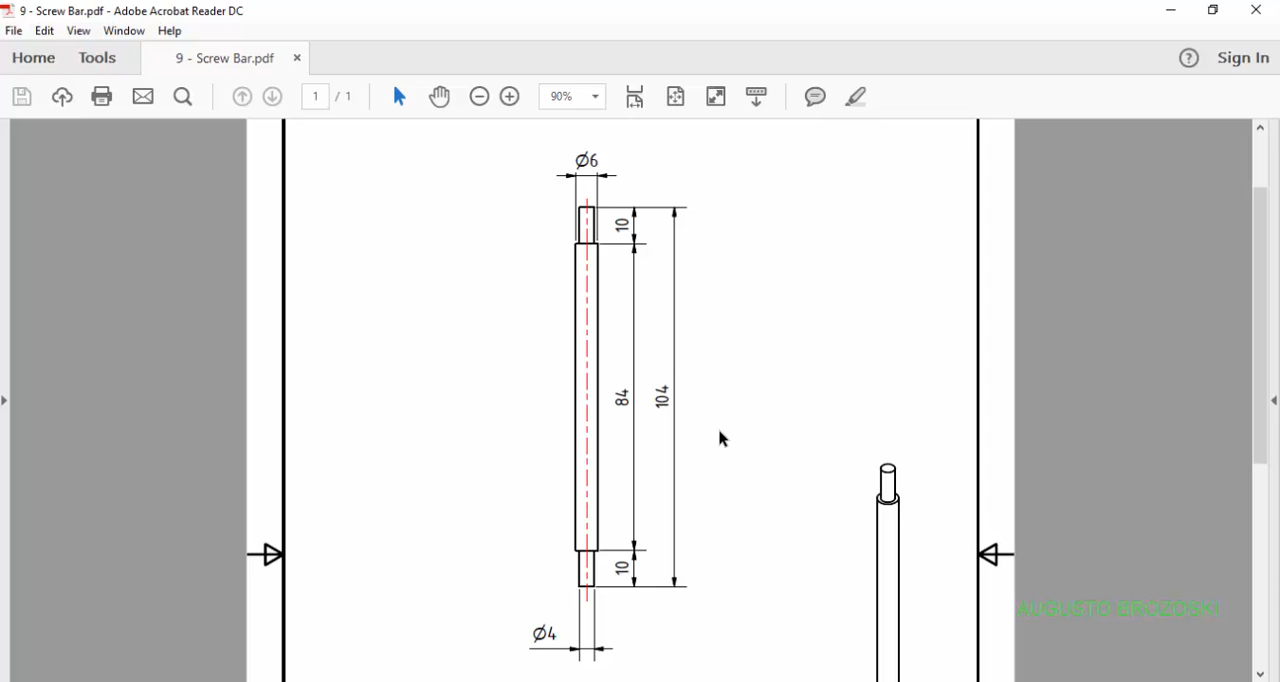 9 - Screw Bar.pdf - Adobe Acrobat Reader DC
File Edit View Window Help
Home Tools 9 - Screw Bar.pdf × ? Sign In
1 / 1 90%
Ø6
10
84
104
10
Ø4
AUGUSTO